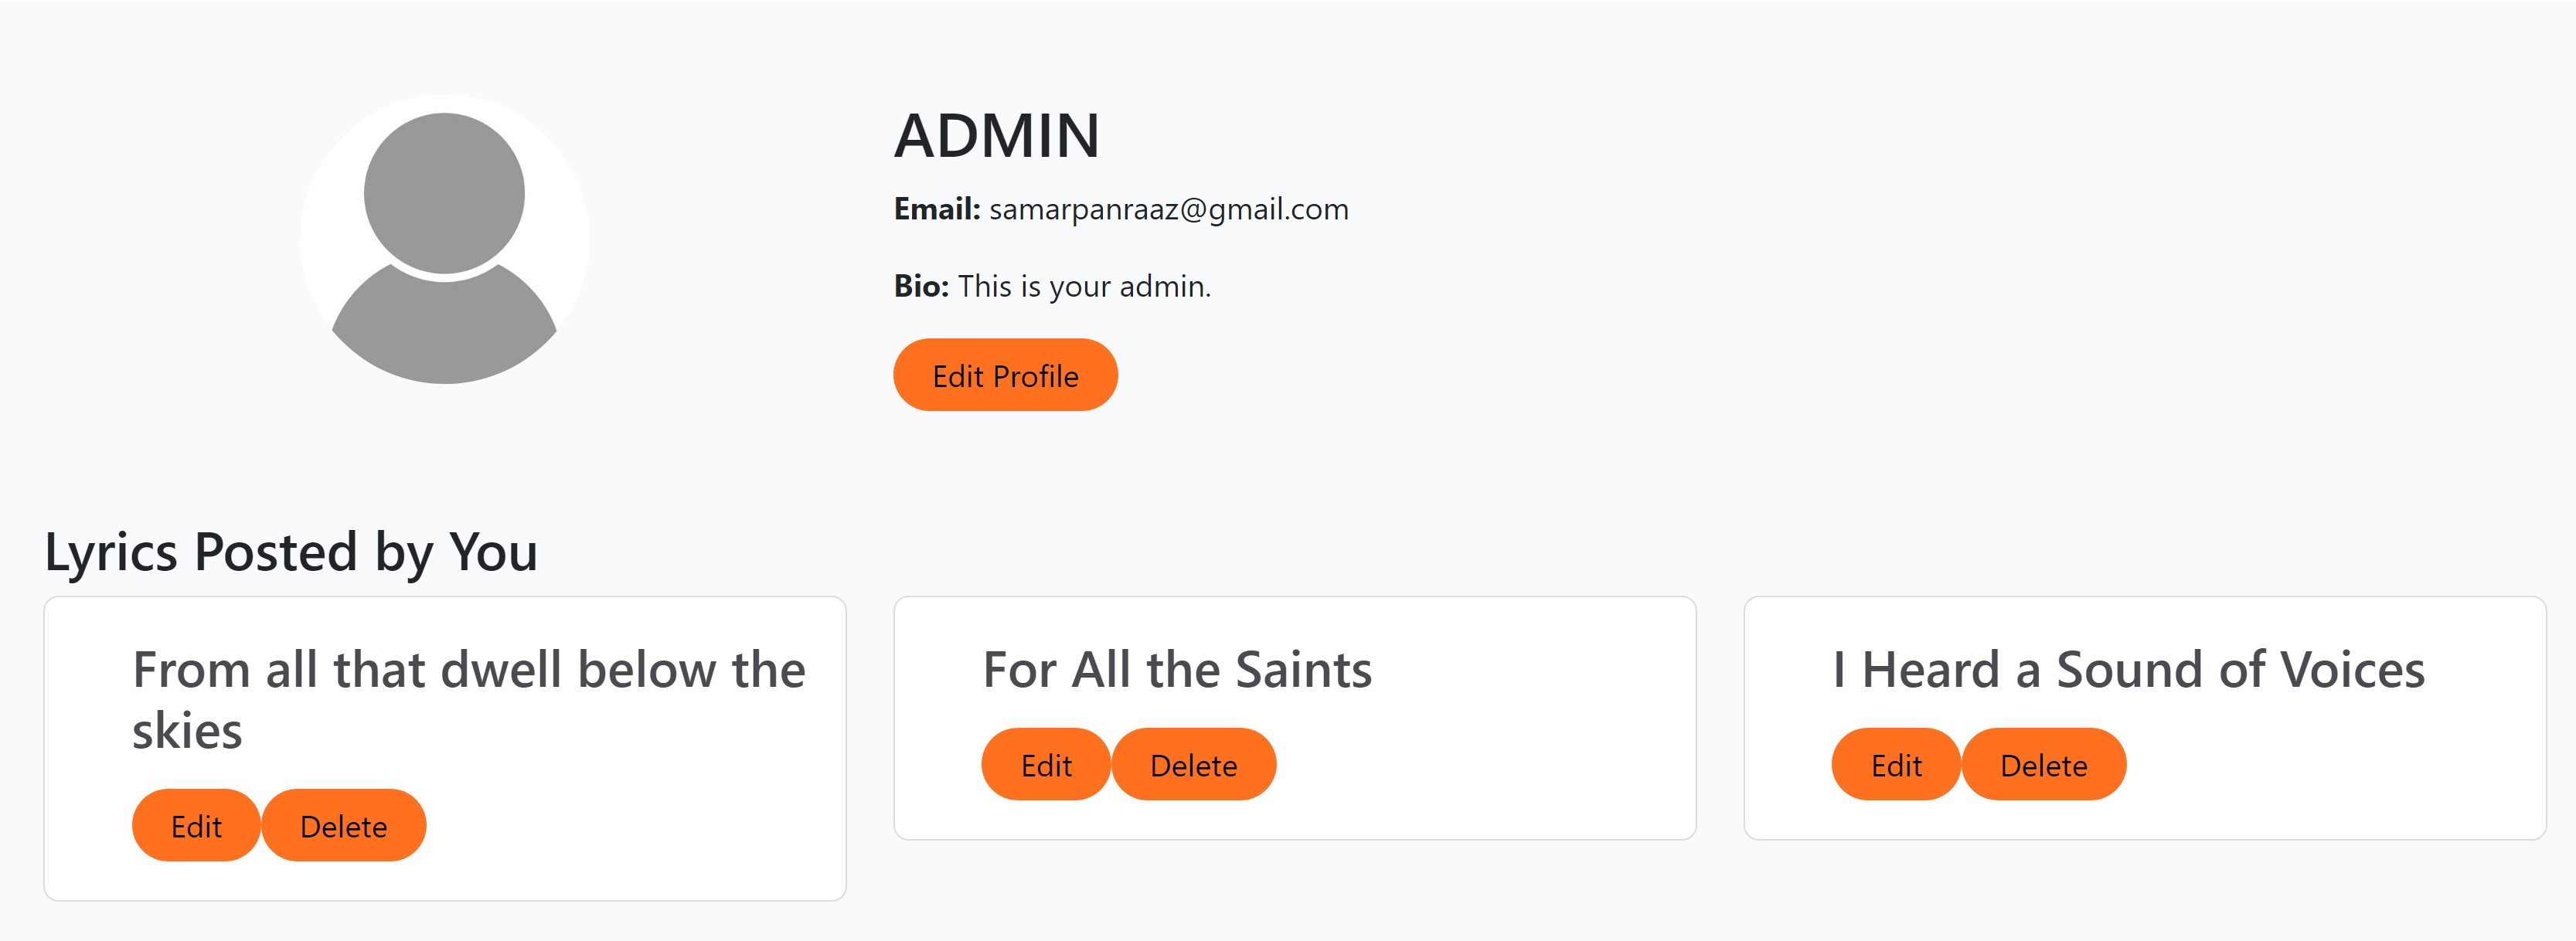 ADMIN
Email: samarpanraaz@gmail.com
Bio: This is your admin.
Edit Profile
Lyrics Posted by You
From all that dwell below the
skies
Edit Delete
For All the Saints
Edit Delete
I Heard a Sound of Voices
Edit Delete